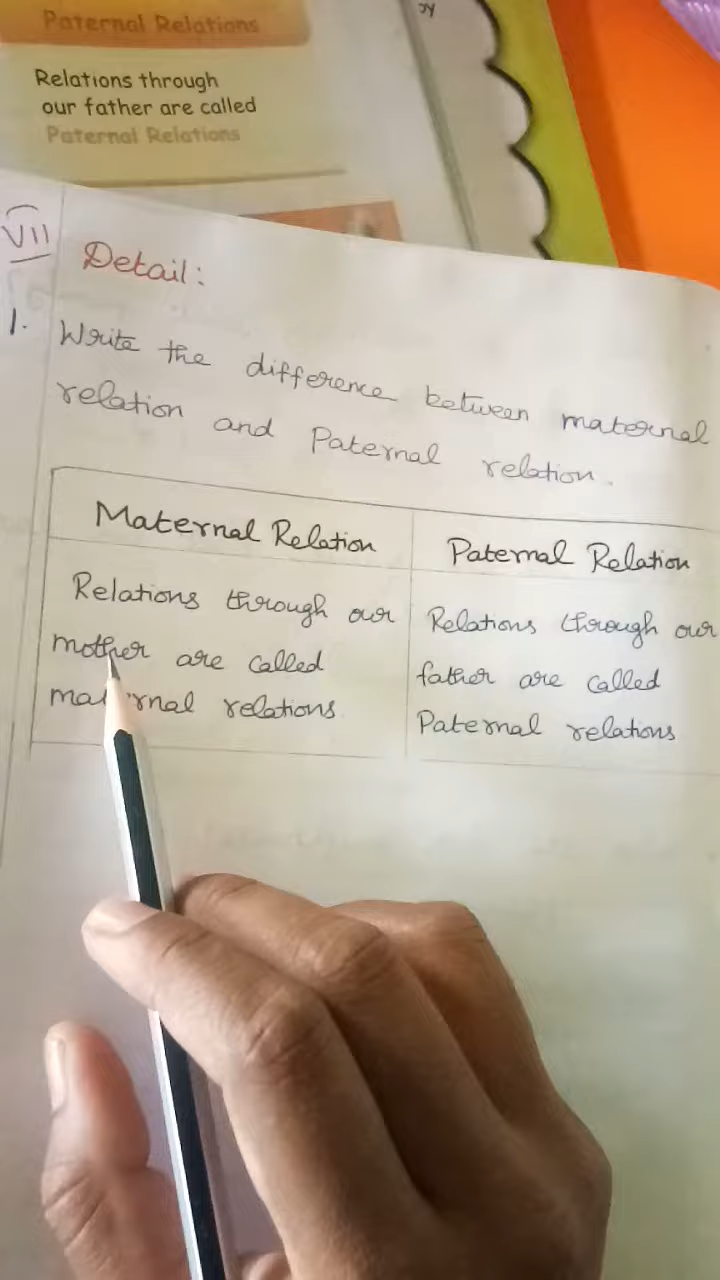 Paternal Relations
Relations through
our father are called
Paternal Relations
VII
Detail:
1. Write the difference between maternal
relation and Paternal relation.
Maternal Relation
Relations through our
mother are called
relations
Paternal Relation
Relations through our
father are called
Paternal relations